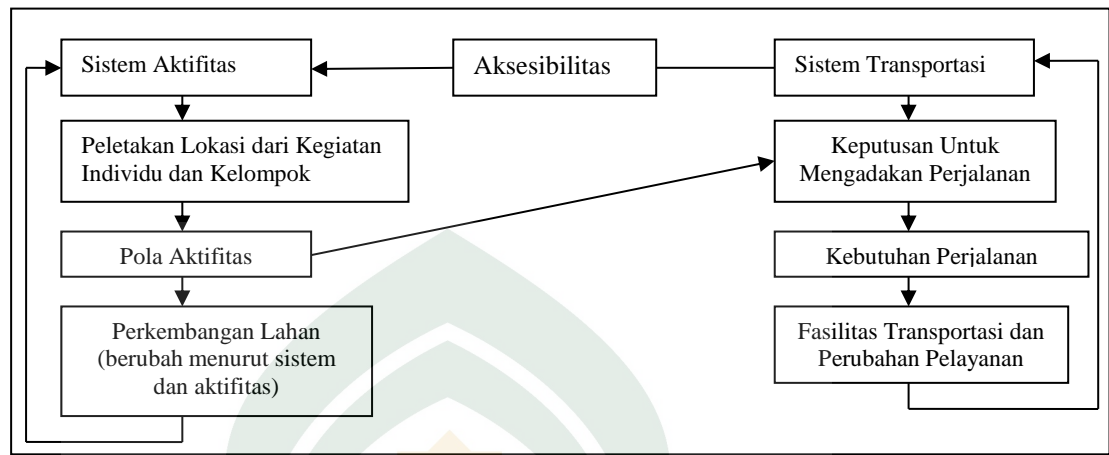 Sistem Aktifitas
Aksesibilitas
Sistem Transportasi
Peletakan Lokasi dari Kegiatan
Individu dan Kelompok
Keputusan Untuk
Mengadakan Perjalanan
Pola Aktifitas
Kebutuhan Perjalanan
Perkembangan Lahan
(berubah menurut sistem
dan aktifitas)
Fasilitas Transportasi dan
Perubahan Pelayanan